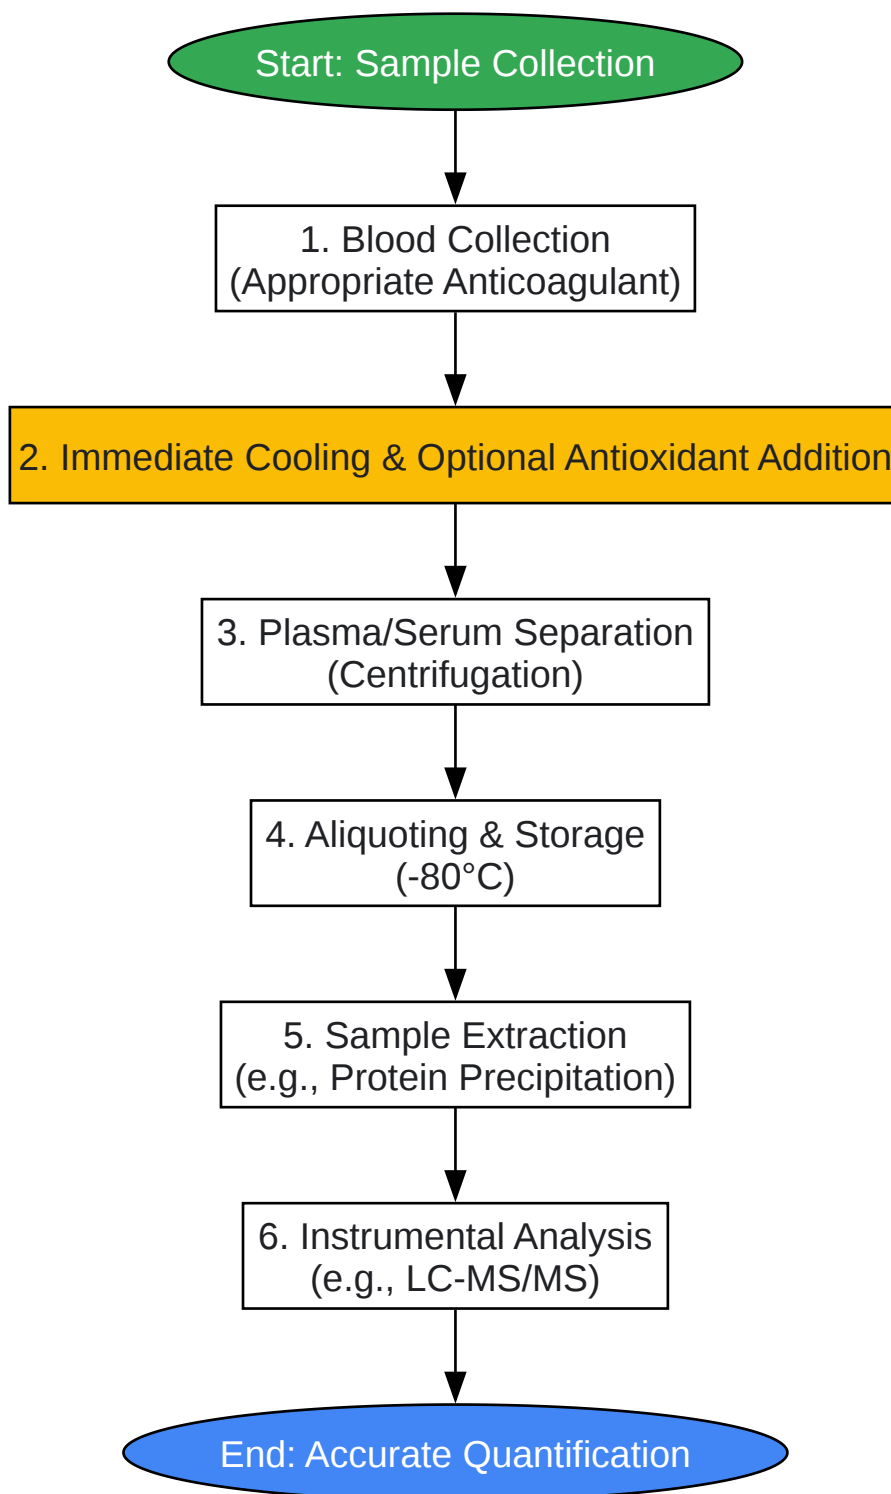 Start: Sample Collection
1. Blood Collection
(Appropriate Anticoagulant)
2. Immediate Cooling & Optional Antioxidant Addition
3. Plasma/Serum Separation
(Centrifugation)
4. Aliquoting & Storage
(-80°C)
5. Sample Extraction
(e.g., Protein Precipitation)
6. Instrumental Analysis
(e.g., LC-MS/MS)
End: Accurate Quantification